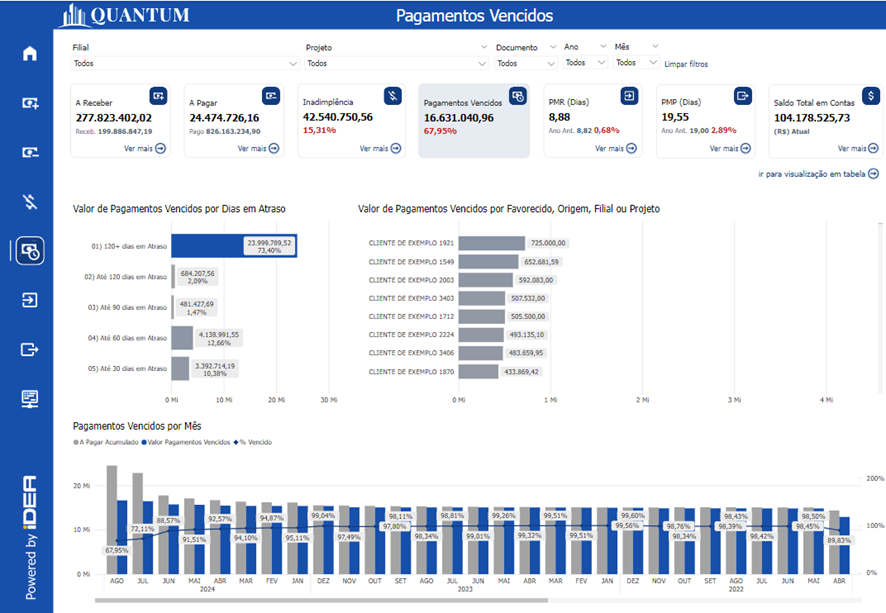 QUANTUM
Pagamentos Vencidos
Filial
Projeto
Documento
Ano
Mês
Todos
Todos
Todos
Todos
Todos
Limpar filtros
A Receber
277.823.402,02
Receb. 199.886.847,19
Ver mais
A Pagar
24.474.726,16
Pago 826.163.234,90
Ver mais
Inadimplência
42.540.750,56
15,31%
Ver mais
Pagamentos Vencidos
16.631.040,96
67,95%
PMR (Dias)
8,88
Ano Ant. 8,82 0,68%
Ver mais
PMP (Dias)
19,55
Ano Ant. 19,00 2,89%
Ver mais
Saldo Total em Contas
104.178.525,73
(R$) Atual
Ver mais
ir para visualização em tabela
Valor de Pagamentos Vencidos por Dias em Atraso
01) 120+ dias em Atraso
23.999.789,52
73,40%
02) Até 120 dias em Atraso
684.207,56
2,09%
03) Até 90 dias em Atraso
481.427,69
1,47%
04) Até 60 dias em Atraso
4.138.991,55
12,66%
05) Até 30 dias em Atraso
3.392.714,19
10,38%
0 Mi 10 Mi 20 Mi 30 Mi
Valor de Pagamentos Vencidos por Favorecido, Origem, Filial ou Projeto
CLIENTE DE EXEMPLO 1921 725.000,00
CLIENTE DE EXEMPLO 1549 652.681,59
CLIENTE DE EXEMPLO 2003 592.083,00
CLIENTE DE EXEMPLO 3403 507.532,00
CLIENTE DE EXEMPLO 1712 505.500,00
CLIENTE DE EXEMPLO 2224 493.135,10
CLIENTE DE EXEMPLO 3406 483.659,95
CLIENTE DE EXEMPLO 1870 433.869,42
0 Mi 1 Mi 2 Mi 3 Mi 4 Mi
Pagamentos Vencidos por Mês
A Pagar Acumulado Valor Pagamentos Vencidos % Vencido
20 Mi
10 Mi
0 Mi
200%
100%
0%
67,95%
72,11%
88,57%
91,51%
92,57%
94,10%
94,87%
95,11%
99,04%
97,49%
97,80%
98,11%
98,34%
98,81%
99,01%
99,26%
99,32%
99,51%
99,51%
99,56%
99,60%
98,76%
98,34%
98,39%
98,43%
98,42%
98,45%
98,50%
89,83%
AGO JUL JUN MAI ABR MAR FEV JAN DEZ NOV OUT SET AGO JUL JUN MAI ABR MAR FEV JAN DEZ NOV OUT SET AGO JUL JUN MAI ABR
2024 2023 2022
Powered by iDEA